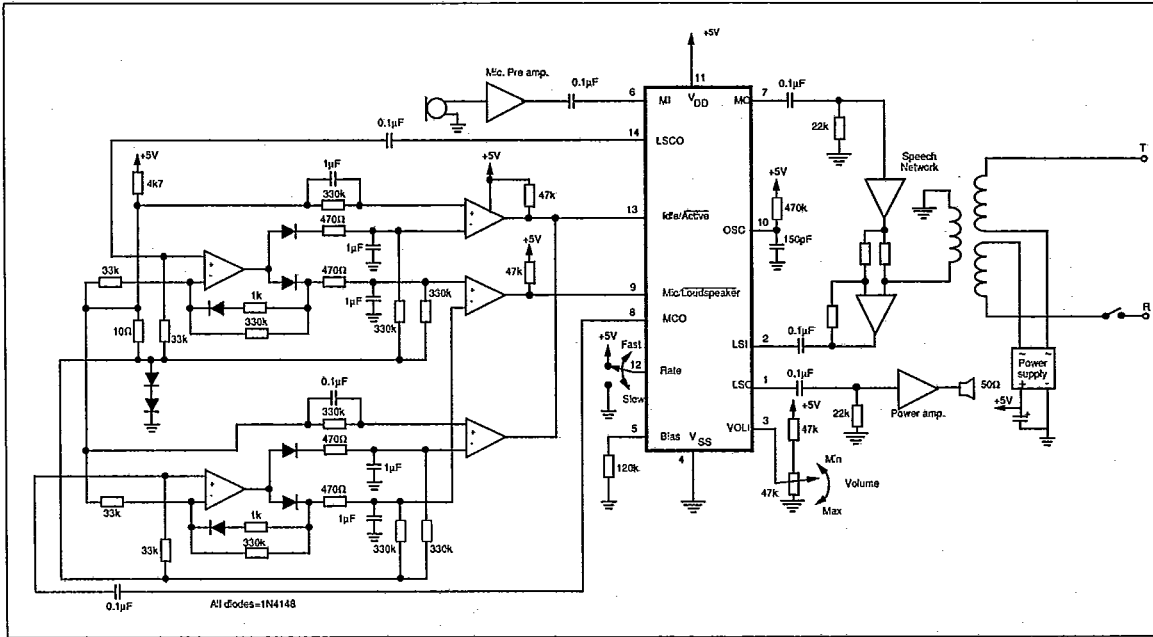 +5V
Mic. Pre amp.
0.1µF
6
MI
11
V DD
MO
7
0.1µF
22k
0.1µF
14
LSCO
Speech
Network
T
+5V
4k7
1µF
330k
+5V
47k
13
Idle/Active
+5V
470k
OSC
10
150pF
470Ω
1µF
+5V
47k
9
Mic/Loudspeaker
33k
470Ω
1µF
330k
330k
1k
330k
10Ω
33k
8
MCO
+5V
Fast
12
Rate
Slow
LSI
2
0.1µF
R
Power
supply
~
~
+
-
+5V
+
LSO
1
0.1µF
+5V
22k
Power amp.
50Ω
0.1µF
330k
470Ω
1µF
5
Bias
V SS
4
120k
VOLI
3
47k
47k
Min
Volume
Max
33k
470Ω
1µF
1k
330k
33k
330k
330k
0.1µF
All diodes=1N4148